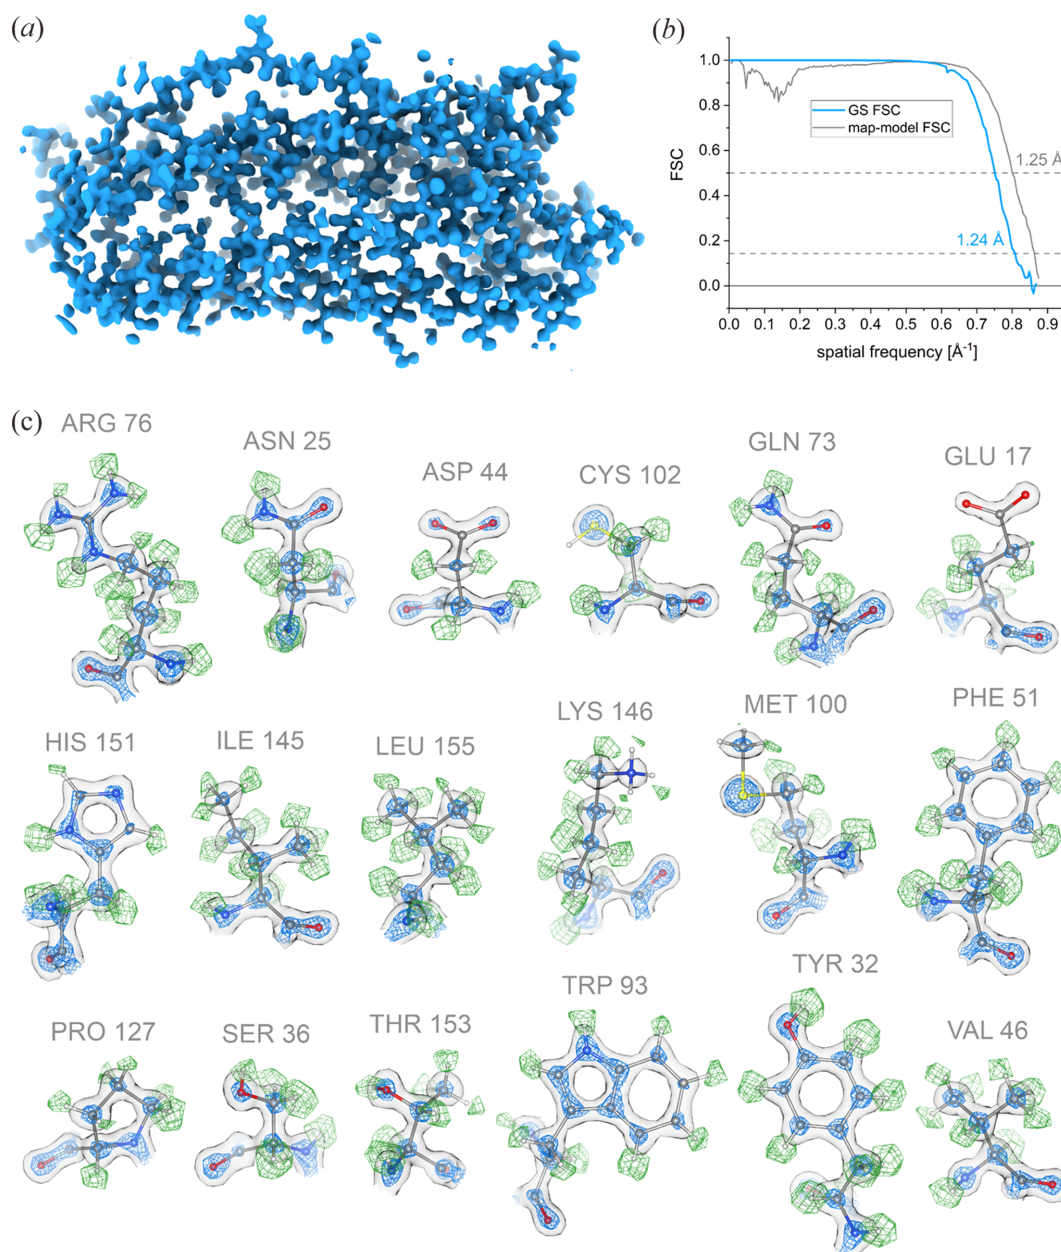 (a)
(b)
1.0
0.8
0.6
0.4
0.2
0.0
FSC
GS FSC
map-model FSC
1.25 Å
1.24 Å
0.0 0.1 0.2 0.3 0.4 0.5 0.6 0.7 0.8 0.9
spatial frequency [Å-1]
(c)
ARG 76
ASN 25
ASP 44
CYS 102
GLN 73
GLU 17
HIS 151
ILE 145
LEU 155
LYS 146
MET 100
PHE 51
PRO 127
SER 36
THR 153
TRP 93
TYR 32
VAL 46